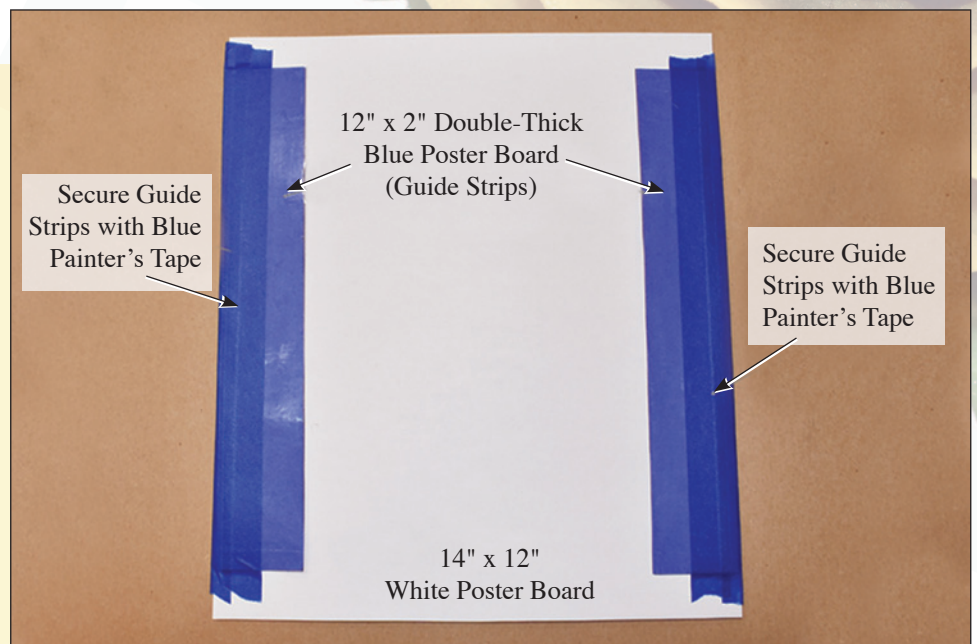 12" x 2" Double-Thick
Blue Poster Board
(Guide Strips)
Secure Guide
Strips with Blue
Painter's Tape
Secure Guide
Strips with Blue
Painter's Tape
14" x 12"
White Poster Board